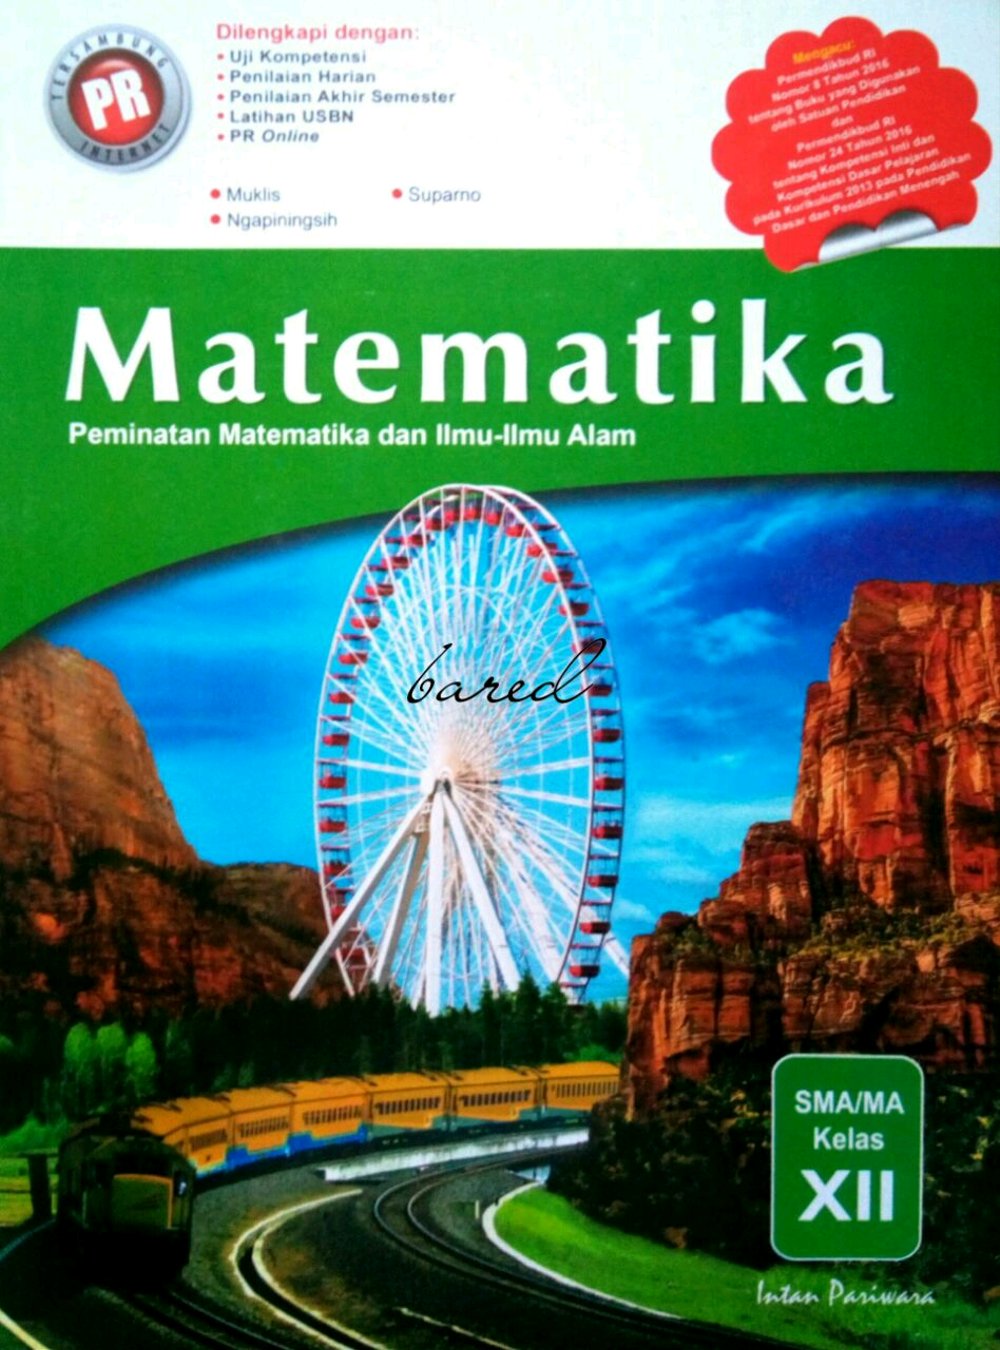 TERSAMBUNG
PR
INTERNET
Dilengkapi dengan:
• Uji Kompetensi
• Penilaian Harian
• Penilaian Akhir Semester
• Latihan USBN
• PR Online
• Muklis
• Suparno
• Ngapiningsih
Mengacu:
Permendikbud RI
Nomor 8 Tahun 2016
tentang Buku yang Digunakan
oleh Satuan Pendidikan
dan
Permendikbud RI
Nomor 24 Tahun 2016
tentang Kompetensi Inti dan
Kompetensi Dasar Pelajaran
pada Kurikulum 2013 pada Pendidikan
Dasar dan Pendidikan Menengah
Matematika
Peminatan Matematika dan Ilmu-Ilmu Alam
bared
SMA/MA
Kelas
XII
Intan Pariwara